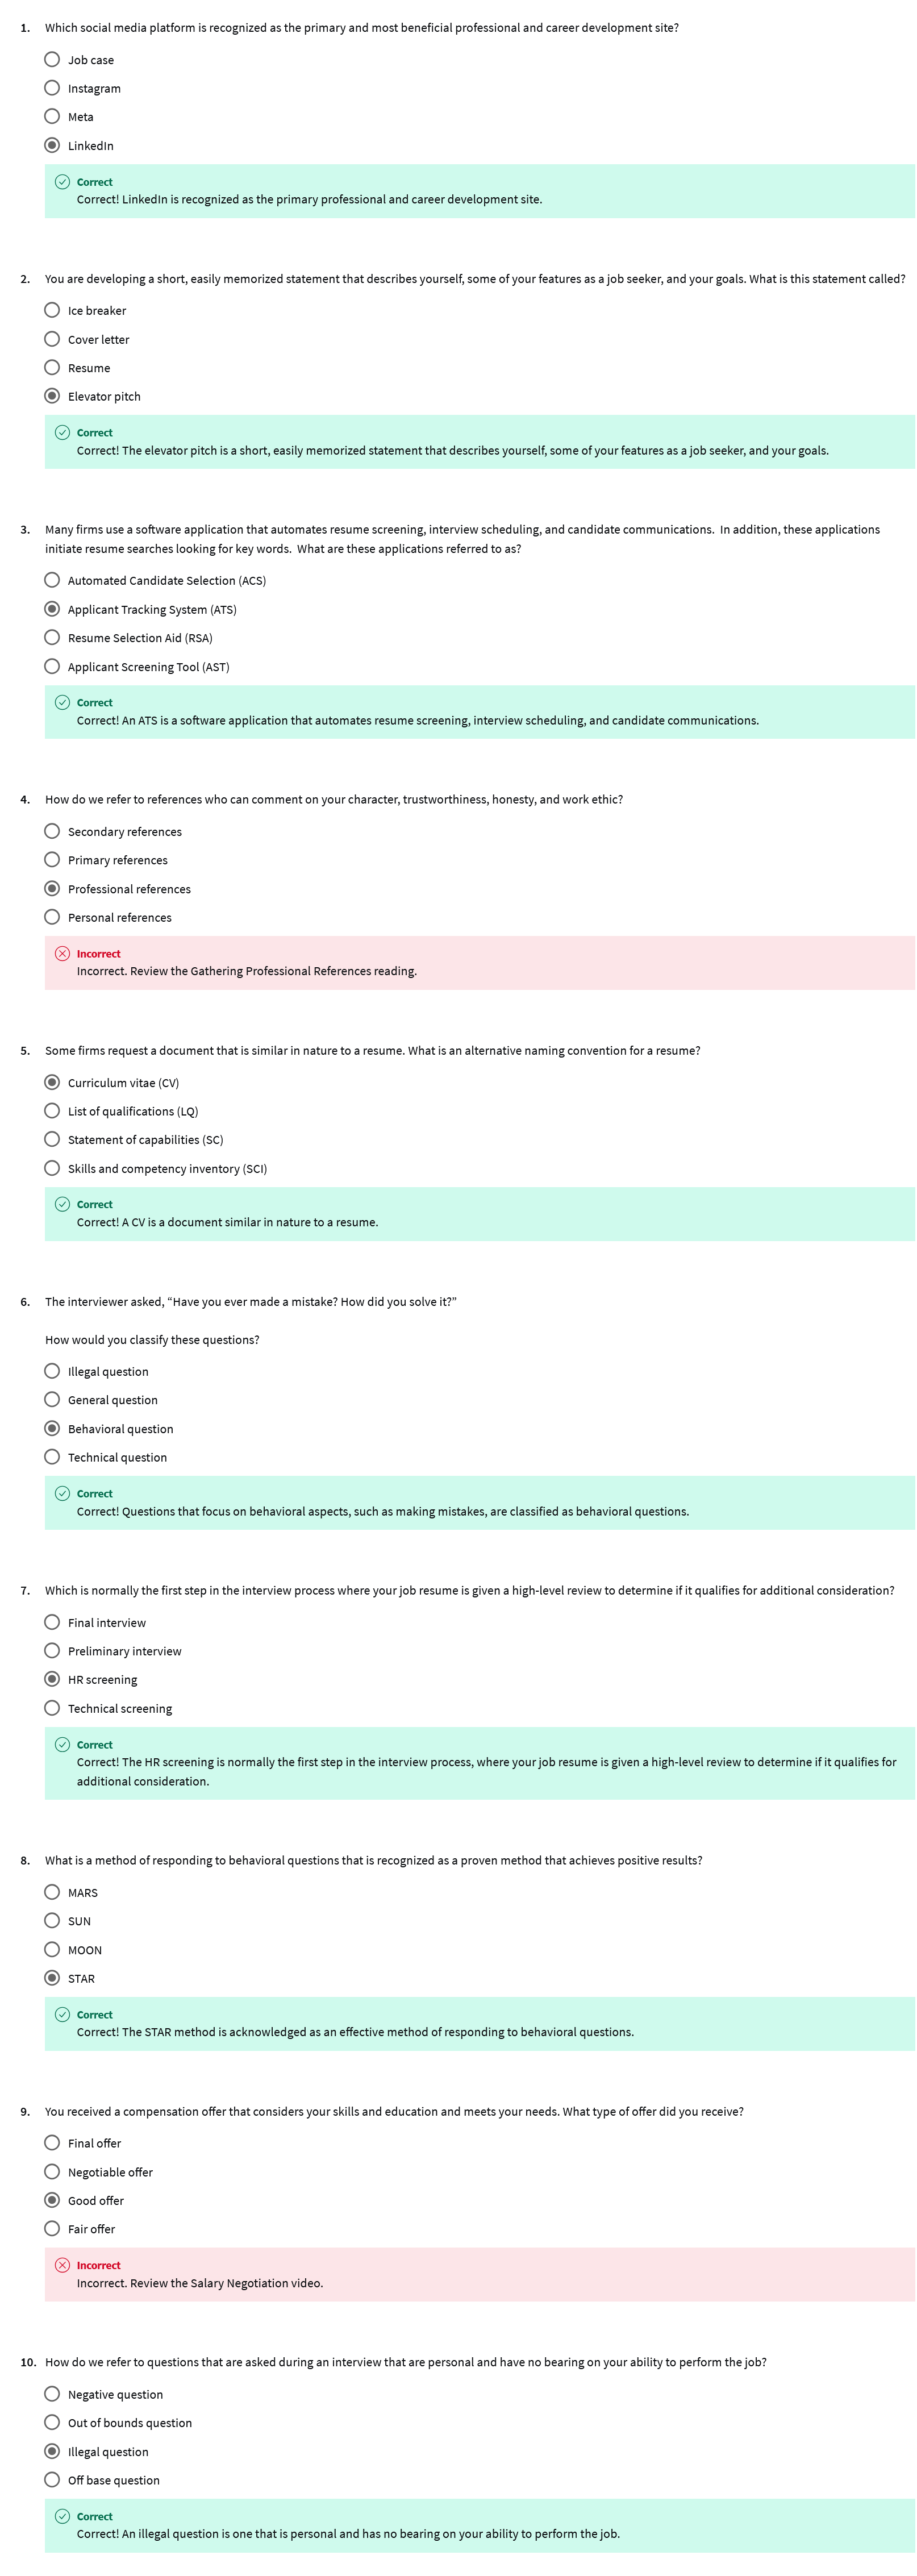 1. Which social media platform is recognized as the primary and most beneficial professional and career development site?
Job case
Instagram
Meta
LinkedIn
Correct
Correct! LinkedIn is recognized as the primary professional and career development site.
2. You are developing a short, easily memorized statement that describes yourself, some of your features as a job seeker, and your goals. What is this statement called?
Ice breaker
Cover letter
Resume
Elevator pitch
Correct
Correct! The elevator pitch is a short, easily memorized statement that describes yourself, some of your features as a job seeker, and your goals.
3. Many firms use a software application that automates resume screening, interview scheduling, and candidate communications. In addition, these applications
initiate resume searches looking for key words. What are these applications referred to as?
Automated Candidate Selection (ACS)
Applicant Tracking System (ATS)
Resume Selection Aid (RSA)
Applicant Screening Tool (AST)
Correct
Correct! An ATS is a software application that automates resume screening, interview scheduling, and candidate communications.
4. How do we refer to references who can comment on your character, trustworthiness, honesty, and work ethic?
Secondary references
Primary references
Professional references
Personal references
Incorrect
Incorrect. Review the Gathering Professional References reading.
5. Some firms request a document that is similar in nature to a resume. What is an alternative naming convention for a resume?
Curriculum vitae (CV)
List of qualifications (LQ)
Statement of capabilities (SC)
Skills and competency inventory (SCI)
Correct
Correct! A CV is a document similar in nature to a resume.
6. The interviewer asked, “Have you ever made a mistake? How did you solve it?”
How would you classify these questions?
Illegal question
General question
Behavioral question
Technical question
Correct
Correct! Questions that focus on behavioral aspects, such as making mistakes, are classified as behavioral questions.
7. Which is normally the first step in the interview process where your job resume is given a high-level review to determine if it qualifies for additional consideration?
Final interview
Preliminary interview
HR screening
Technical screening
Correct
Correct! The HR screening is normally the first step in the interview process, where your job resume is given a high-level review to determine if it qualifies for
additional consideration.
8. What is a method of responding to behavioral questions that is recognized as a proven method that achieves positive results?
MARS
SUN
MOON
STAR
Correct
Correct! The STAR method is acknowledged as an effective method of responding to behavioral questions.
9. You received a compensation offer that considers your skills and education and meets your needs. What type of offer did you receive?
Final offer
Negotiable offer
Good offer
Fair offer
Incorrect
Incorrect. Review the Salary Negotiation video.
10. How do we refer to questions that are asked during an interview that are personal and have no bearing on your ability to perform the job?
Negative question
Out of bounds question
Illegal question
Off base question
Correct
Correct! An illegal question is one that is personal and has no bearing on your ability to perform the job.